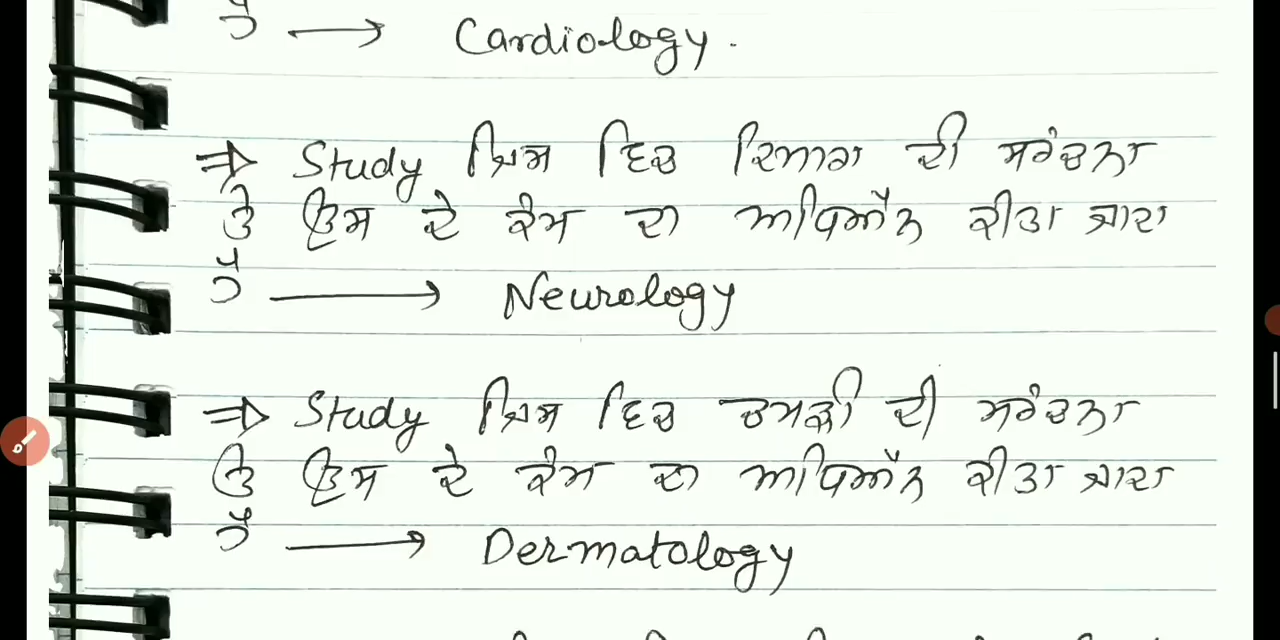 ਹੈ → Cardiology.
⇒ Study ਜਿਸ ਵਿਚ ਦਿਮਾਗ ਦੀ ਸਰੰਚਨਾ
ਤੇ ਉਸ ਦੇ ਕੰਮ ਦਾ ਅਧਿਐਨ ਕੀਤਾ ਜਾਦਾ
ਹੈ → Neurology
⇒ Study ਜਿਸ ਵਿਚ ਚਮੜੀ ਦੀ ਸਰੰਚਨਾ
ਤੇ ਉਸ ਦੇ ਕੰਮ ਦਾ ਅਧਿਐਨ ਕੀਤਾ ਜਾਦਾ
ਹੈ → Dermatology